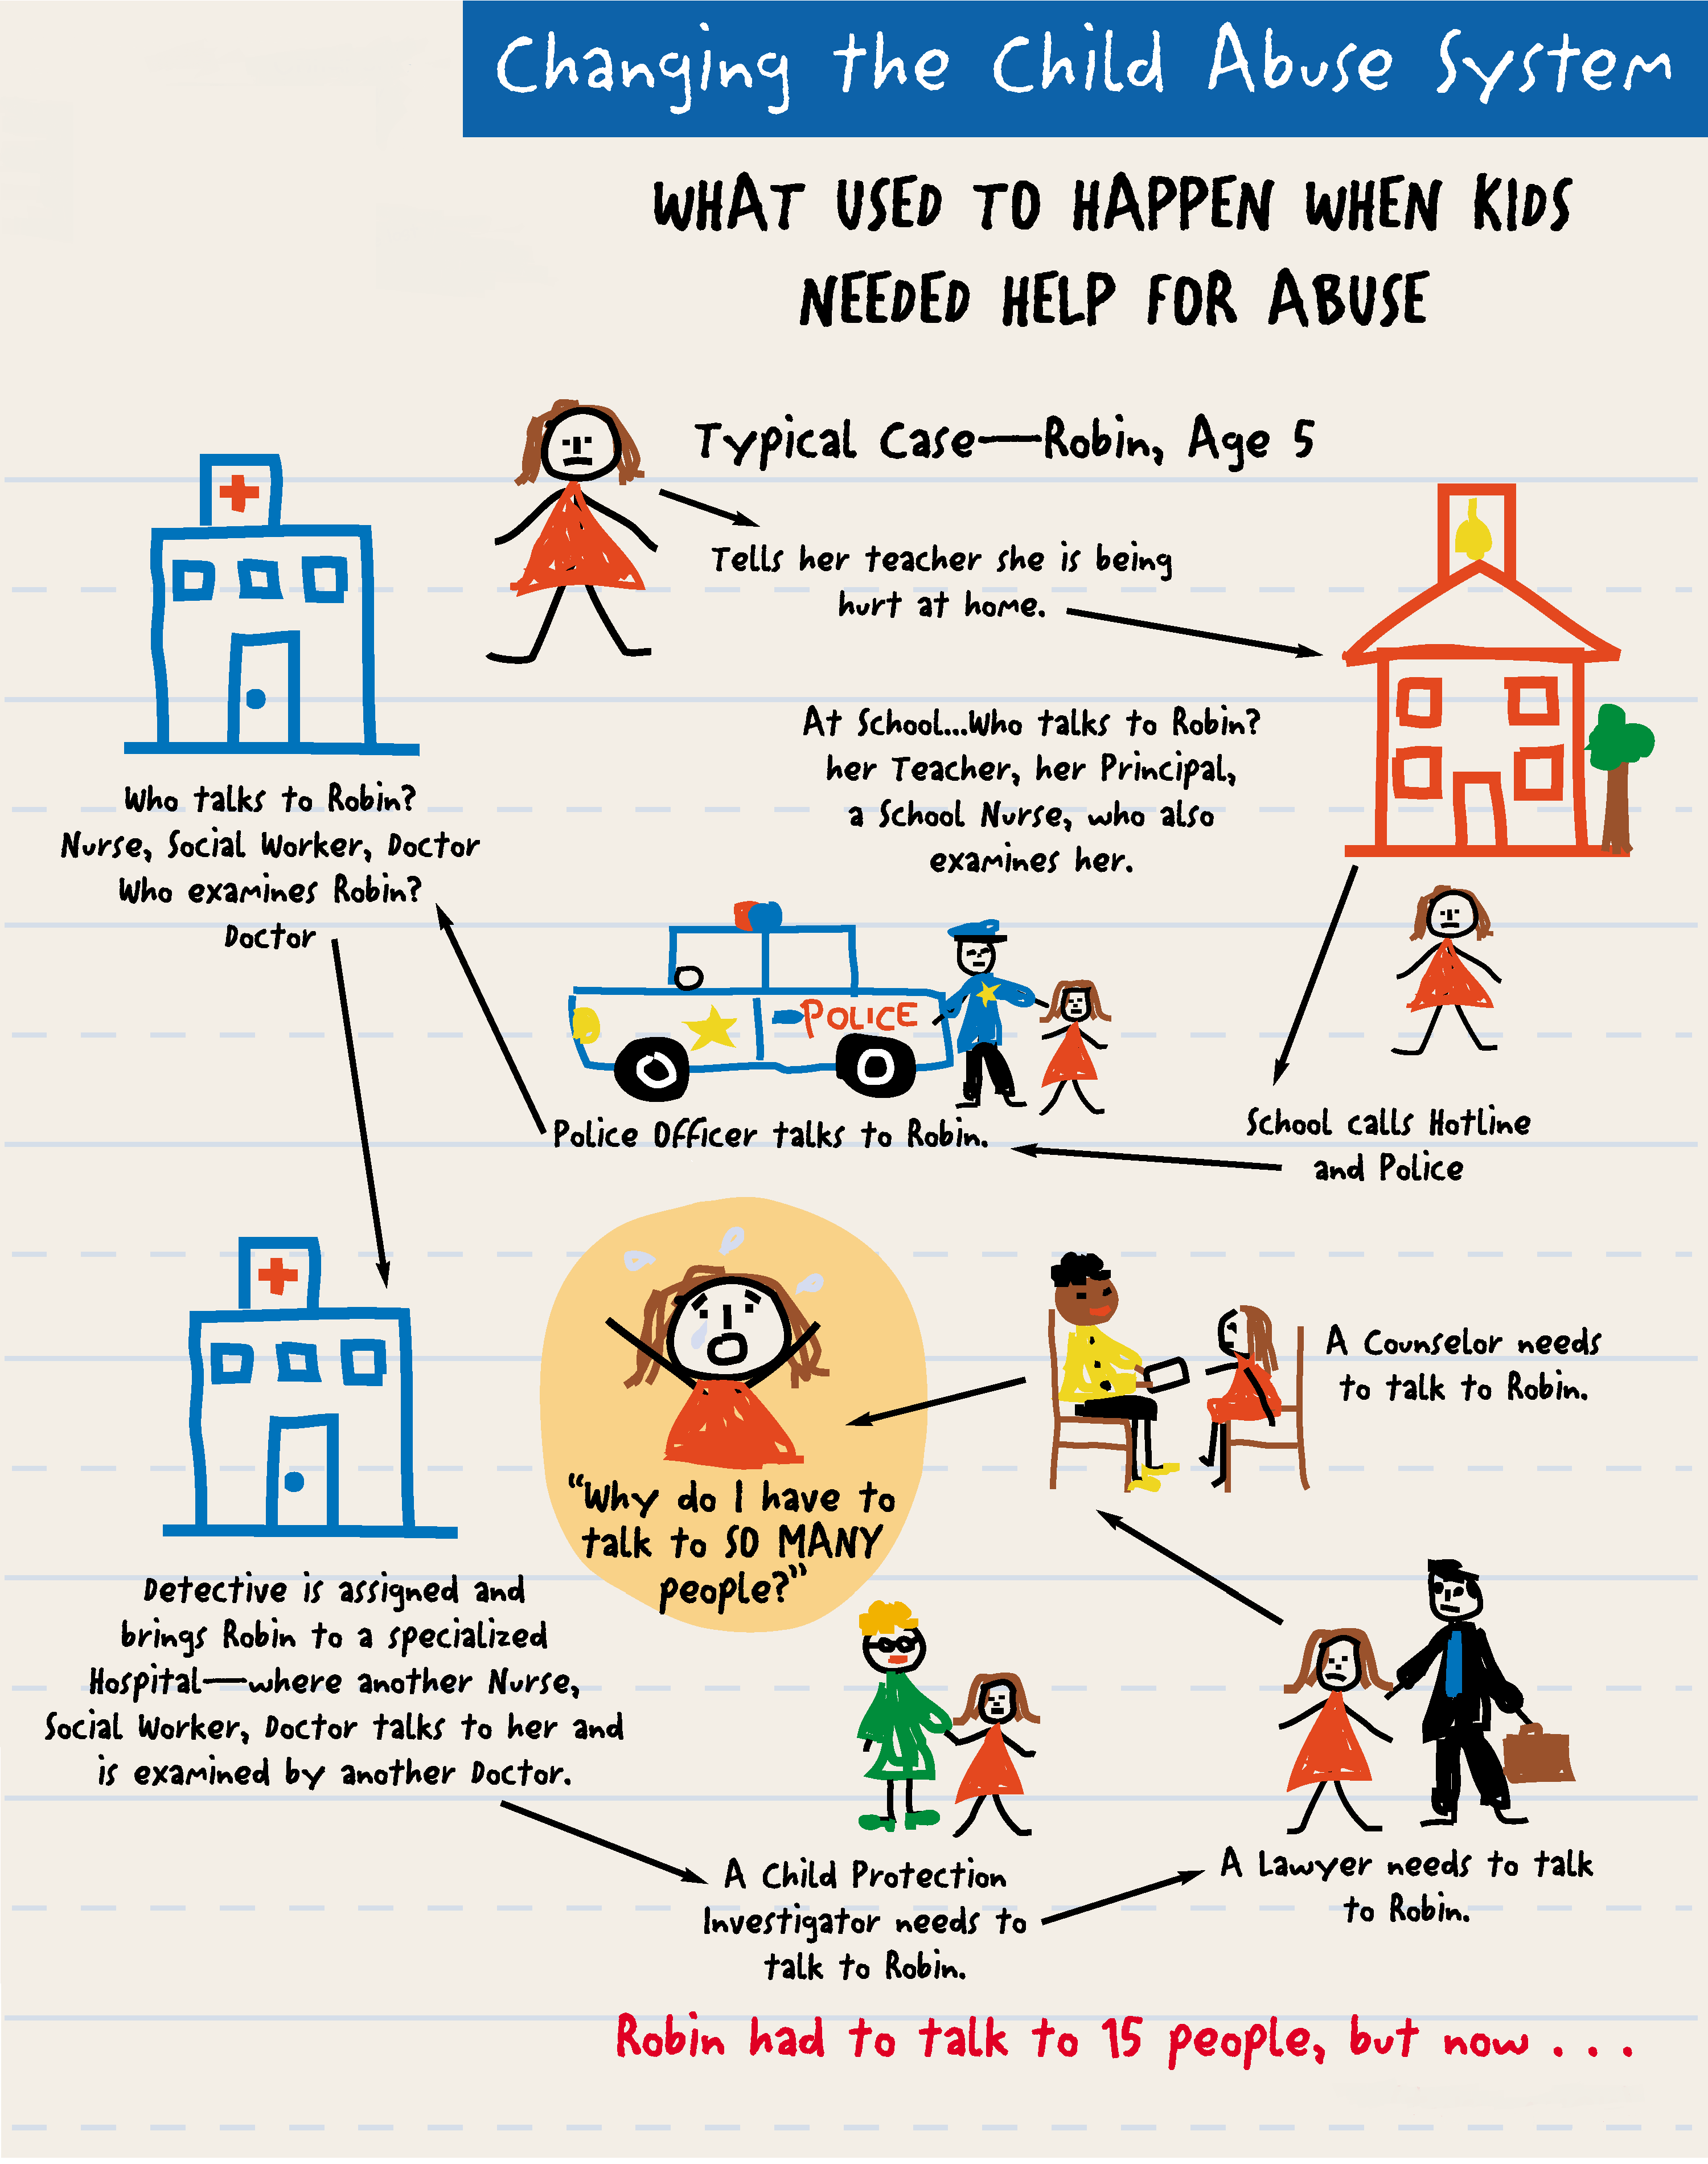 Changing the Child Abuse System
WHAT USED TO HAPPEN WHEN KIDS
NEEDED HELP FOR ABUSE
Typical Case—Robin, Age 5
Tells her teacher she is being
hurt at home.
At School...Who talks to Robin?
her Teacher, her Principal,
a School Nurse, who also
examines her.
School calls Hotline
and Police
POLICE
Police Officer talks to Robin.
Who talks to Robin?
Nurse, Social Worker, Doctor
Who examines Robin?
Doctor
Detective is assigned and
brings Robin to a specialized
Hospital—where another Nurse,
Social Worker, Doctor talks to her and
is examined by another Doctor.
A Child Protection
Investigator needs to
talk to Robin.
A Lawyer needs to talk
to Robin.
A Counselor needs
to talk to Robin.
“Why do I have to
talk to SO MANY
people?”
Robin had to talk to 15 people, but now . . .